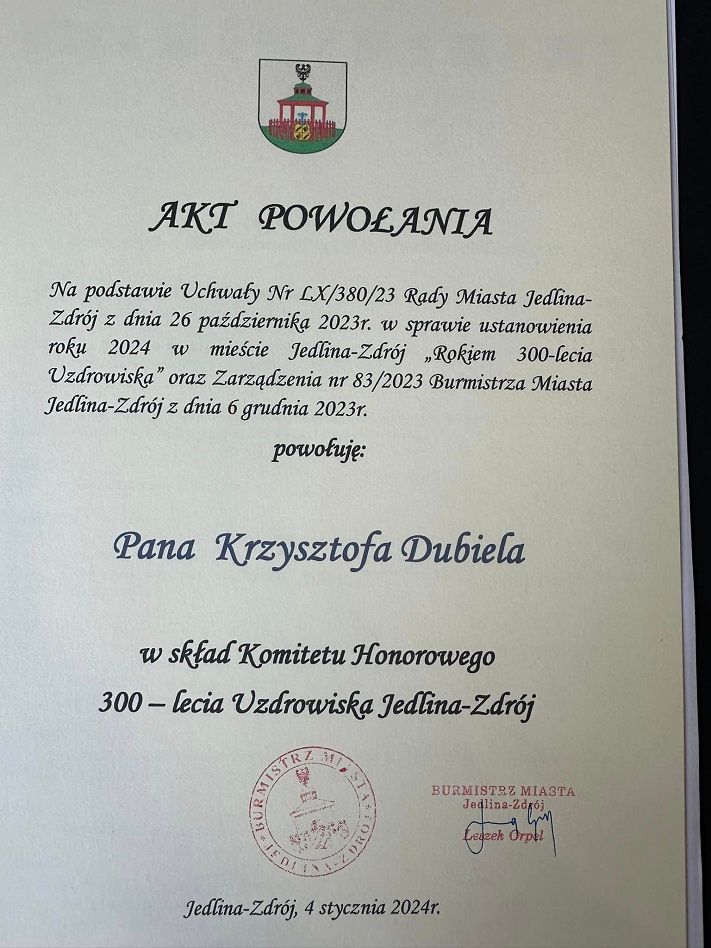 AKT POWOŁANIA
Na podstawie Uchwały Nr LX/380/23 Rady Miasta Jedlina-
Zdrój z dnia 26 października 2023r. w sprawie ustanowienia
roku 2024 w mieście Jedlina-Zdrój „Rokiem 300-lecia
Uzdrowiska” oraz Zarządzenia nr 83/2023 Burmistrza Miasta
Jedlina-Zdrój z dnia 6 grudnia 2023r.
powołuję:
Pana Krzysztofa Dubiela
w skład Komitetu Honorowego
300 – lecia Uzdrowiska Jedlina-Zdrój
BURMISTRZ MIASTA
JEDLINA-ZDRÓJ
BURMISTRZ MIASTA
Jedlina-Zdrój
Leszek Orpel
Jedlina-Zdrój, 4 stycznia 2024r.